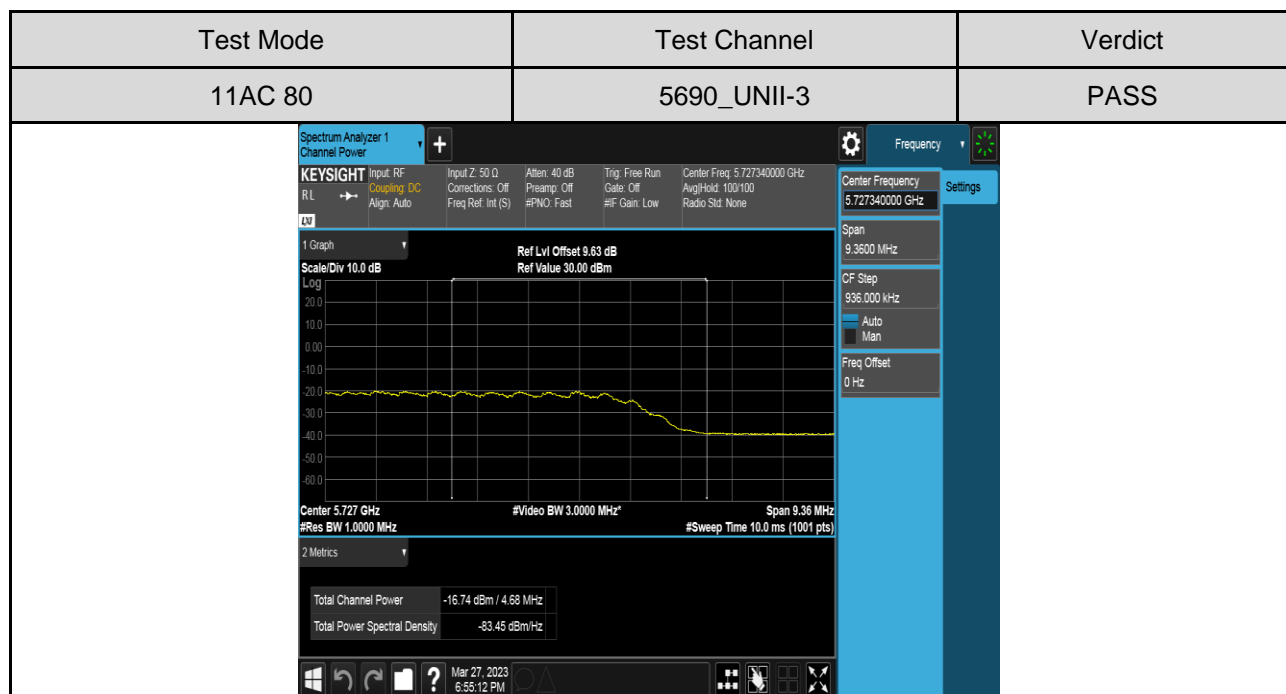 Test Mode Test Channel Verdict
11AC 80 5690_UNII-3 PASS
Spectrum Analyzer 1
Channel Power
+
Frequency
KEYSIGHT Input: RF Input Z: 50 Ω Atten: 40 dB Trig: Free Run Center Freq: 5.727340000 GHz
RL Coupling: DC Corrections: Off Preamp: Off Gate: Off Avg|Hold: 100/100
Align: Auto Freq Ref: Int (S) #PNO: Fast #IF Gain: Low Radio Std: None
LXI
Center Frequency
5.727340000 GHz
Settings
Span
9.3600 MHz
CF Step
936.000 kHz
Auto
Man
Freq Offset
0 Hz
1 Graph
Ref Lvl Offset 9.63 dB
Scale/Div 10.0 dB Ref Value 30.00 dBm
Log
20.0
10.0
0.00
-10.0
-20.0
-30.0
-40.0
-50.0
-60.0
Center 5.727 GHz #Video BW 3.0000 MHz* Span 9.36 MHz
#Res BW 1.0000 MHz #Sweep Time 10.0 ms (1001 pts)
2 Metrics
Total Channel Power -16.74 dBm / 4.68 MHz
Total Power Spectral Density -83.45 dBm/Hz
? Mar 27, 2023
6:55:12 PM